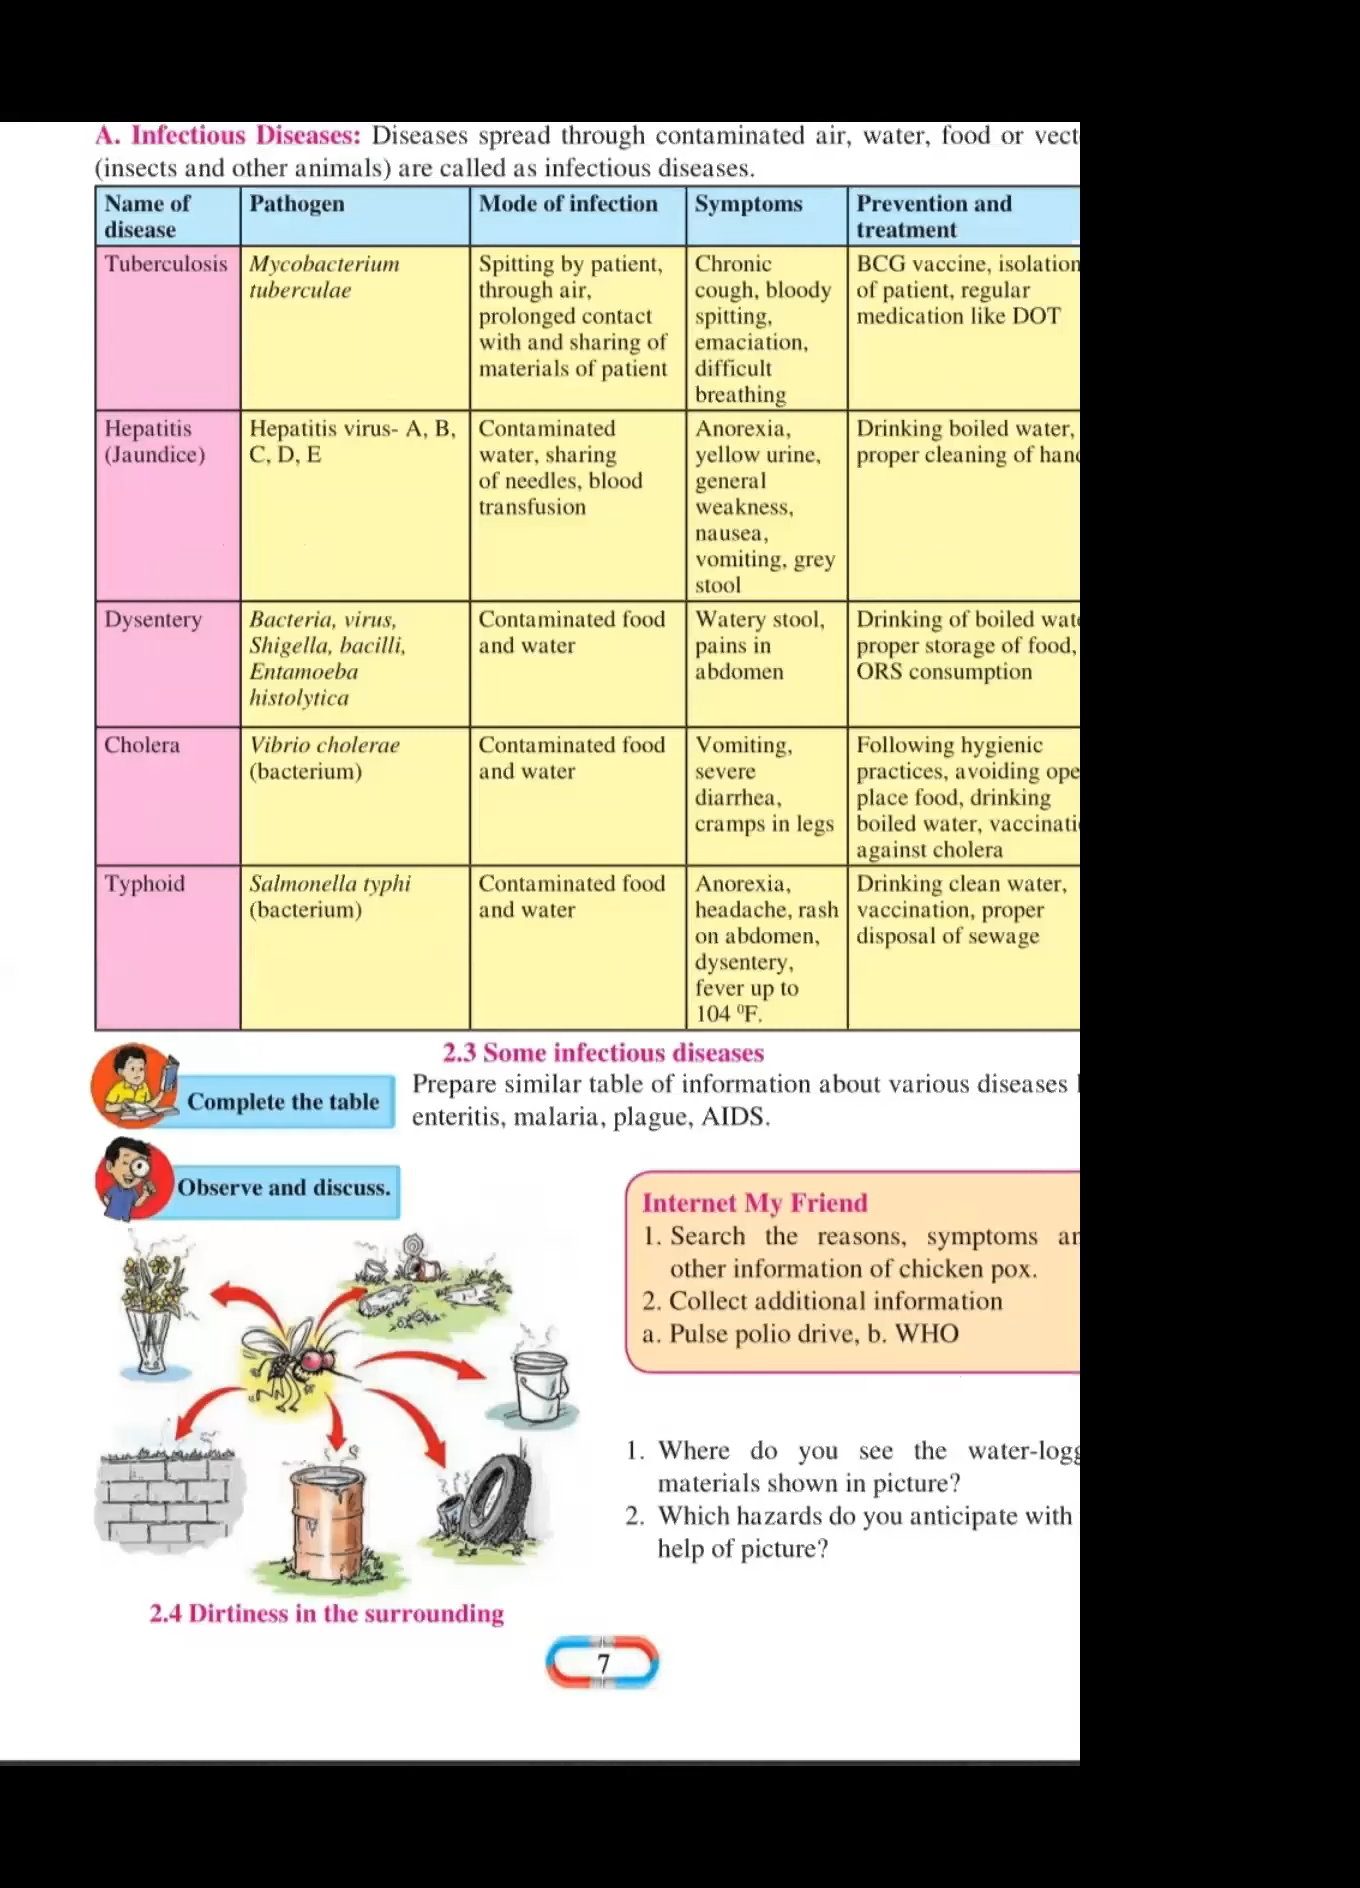 A. Infectious Diseases: Diseases spread through contaminated air, water, food or
(insects and other animals) are called as infectious diseases.
Name of
disease
Pathogen
Mode of infection
Symptoms
Prevention and
treatment
Tuberculosis
Mycobacterium
tuberculae
Spitting by patient,
through air,
prolonged contact
with and sharing of
materials of patient
Chronic
cough, bloody
spitting,
emaciation,
difficult
breathing
BCG vaccine, isolation
of patient, regular
medication like DOT
Hepatitis
(Jaundice)
Hepatitis virus- A, B,
C, D, E
Contaminated
water, sharing
of needles, blood
transfusion
Anorexia,
yellow urine,
general
weakness,
nausea,
vomiting, grey
stool
Drinking boiled water,
proper cleaning of
Dysentery
Bacteria, virus,
Shigella, bacilli,
Entamoeba
histolytica
Contaminated food
and water
Watery stool,
pains in
abdomen
Drinking of boiled
proper storage of food,
ORS consumption
Cholera
Vibrio cholerae
(bacterium)
Contaminated food
and water
Vomiting,
severe
diarrhea,
cramps in legs
Following hygienic
practices, avoiding
place food, drinking
boiled water,
against cholera
Typhoid
Salmonella typhi
(bacterium)
Contaminated food
and water
Anorexia,
headache, rash
on abdomen,
dysentery,
fever up to
104 ⁰F.
Drinking clean water,
vaccination, proper
disposal of sewage
2.3 Some infectious diseases
Complete the table
Prepare similar table of information about various diseases
enteritis, malaria, plague, AIDS.
Observe and discuss.
Internet My Friend
1. Search the reasons, symptoms
other information of chicken pox.
2. Collect additional information
a. Pulse polio drive, b. WHO
1. Where do you see the
materials shown in picture?
2. Which hazards do you anticipate with
help of picture?
2.4 Dirtiness in the surrounding
7